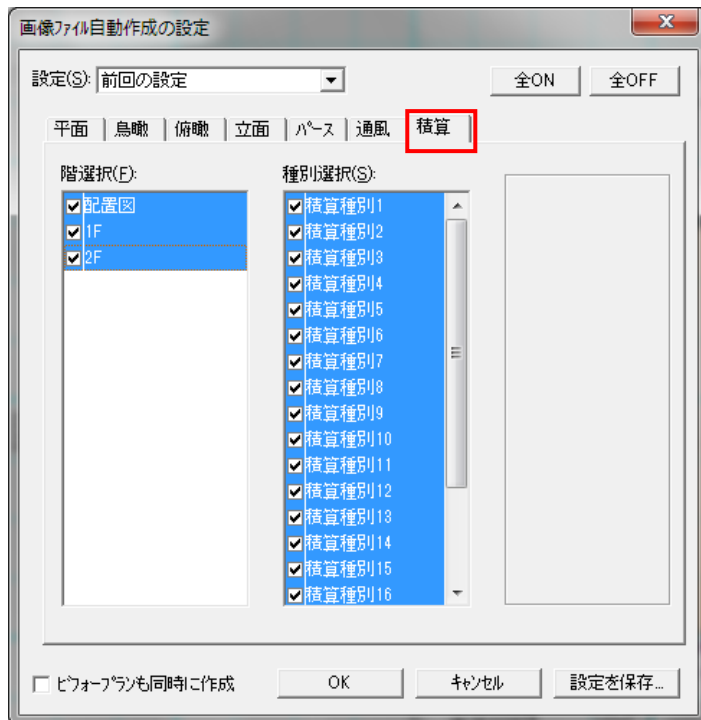 画像ﾌｧｲﾙ自動作成の設定
設定(S): 前回の設定 全ON 全OFF
平面 鳥瞰 俯瞰 立面 ﾊﾟｰｽ 通風 積算
階選択(F): 種別選択(S):
配置図
1F
2F
積算種別1
積算種別2
積算種別3
積算種別4
積算種別5
積算種別6
積算種別7
積算種別8
積算種別9
積算種別10
積算種別11
積算種別12
積算種別13
積算種別14
積算種別15
積算種別16
ﾋﾞﾌｫｰﾌﾟﾗﾝも同時に作成 OK ｷｬﾝｾﾙ 設定を保存...